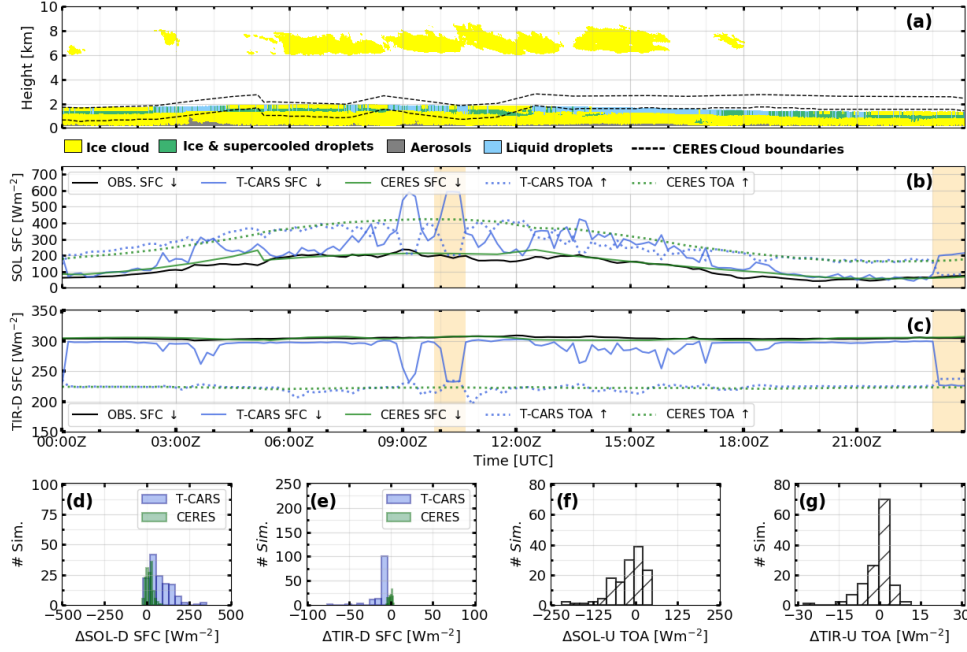 10
8
6
4
2
0
Height [km]
(a)
Ice cloud
Ice & supercooled droplets
Aerosols
Liquid droplets
CERES Cloud boundaries
700
600
500
400
300
200
100
0
SOL SFC [Wm⁻²]
OBS. SFC ↓
T-CARS SFC ↓
CERES SFC ↓
T-CARS TOA ↑
CERES TOA ↑
(b)
350
300
250
200
150
TIR-D SFC [Wm⁻²]
(c)
OBS. SFC ↓
T-CARS SFC ↓
CERES SFC ↓
T-CARS TOA ↑
CERES TOA ↑
00:00Z 03:00Z 06:00Z 09:00Z 12:00Z 15:00Z 18:00Z 21:00Z
Time [UTC]
100
75
50
25
0
# Sim.
(d)
T-CARS
CERES
-500 -250 0 250 500
ΔSOL-D SFC [Wm⁻²]
250
200
150
100
50
0
# Sim.
(e)
T-CARS
CERES
-100 -50 0 50 100
ΔTIR-D SFC [Wm⁻²]
80
60
40
20
0
# Sim.
(f)
-250 -125 0 125 250
ΔSOL-U TOA [Wm⁻²]
80
60
40
20
0
# Sim.
(g)
-30 -15 0 15 30
ΔTIR-U TOA [Wm⁻²]